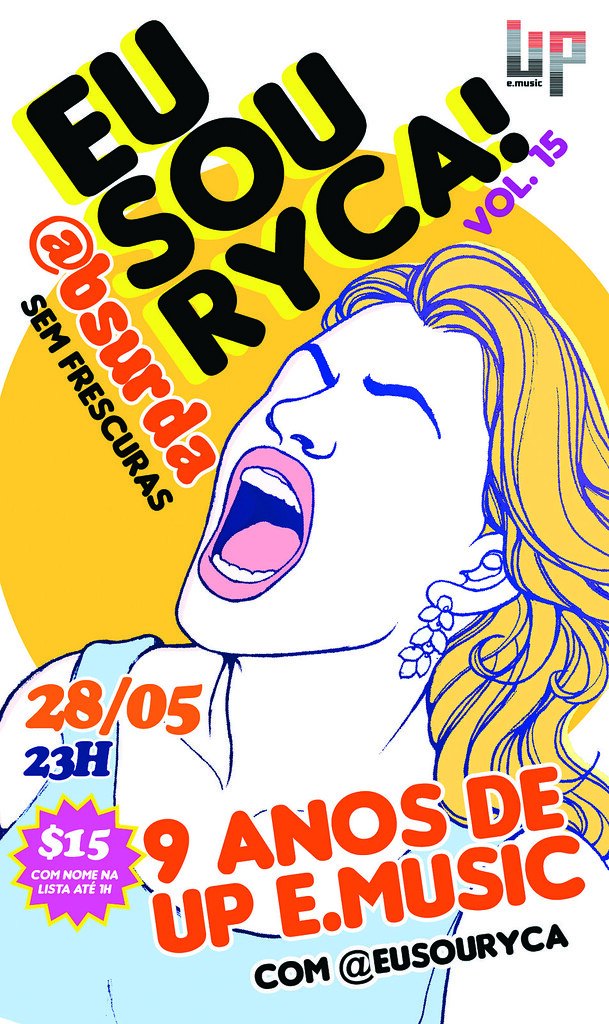 UP
e.music
EU
SOU
RYCA!
VOL. 15
@bsurda
SEM FRESCURAS
28/05
23H
$15
COM NOME NA
LISTA ATÉ 1H
9 ANOS DE
UP E.MUSIC
COM @EUSOURYCA